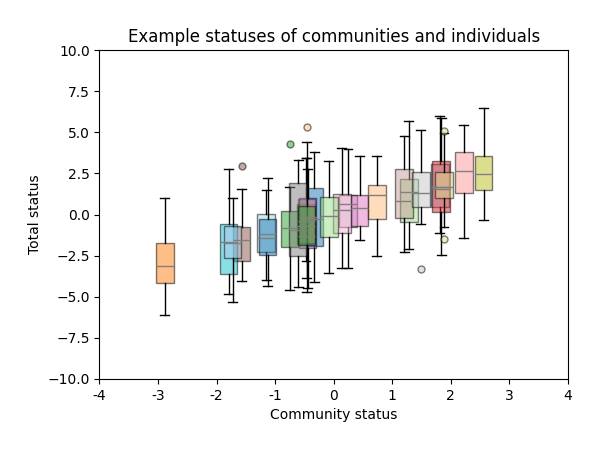 Example statuses of communities and individuals
10.0
7.5
5.0
2.5
0.0
−2.5
−5.0
−7.5
−10.0
Total status
-4 -3 -2 -1 0 1 2 3 4
Community status